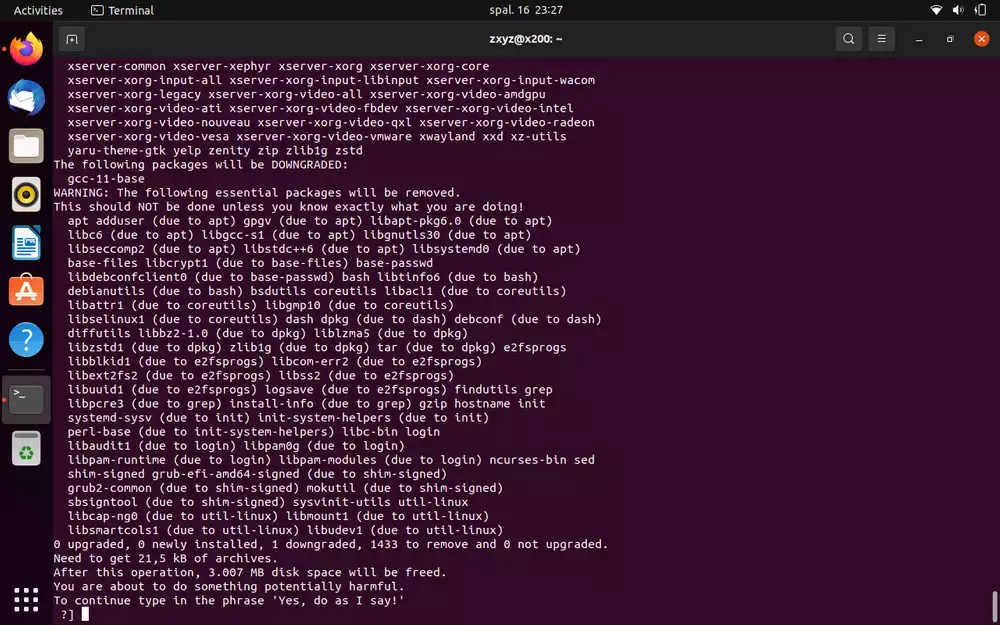 Activities Terminal spal. 16 23:27
zxyz@x200: ~
xserver-common xserver-xephyr xserver-xorg xserver-xorg-core
xserver-xorg-input-all xserver-xorg-input-libinput xserver-xorg-input-wacom
xserver-xorg-legacy xserver-xorg-video-all xserver-xorg-video-amdgpu
xserver-xorg-video-ati xserver-xorg-video-fbdev xserver-xorg-video-intel
xserver-xorg-video-nouveau xserver-xorg-video-qxl xserver-xorg-video-radeon
xserver-xorg-video-vesa xserver-xorg-video-vmware xwayland xxd xz-utils
yaru-theme-gtk yelp zenity zip zlib1g zstd
The following packages will be DOWNGRADED:
gcc-11-base
WARNING: The following essential packages will be removed.
This should NOT be done unless you know exactly what you are doing!
apt adduser (due to apt) gpgv (due to apt) libapt-pkg6.0 (due to apt)
libc6 (due to apt) libgcc-s1 (due to apt) libgnutls30 (due to apt)
libseccomp2 (due to apt) libstdc++6 (due to apt) libsystemd0 (due to apt)
base-files libcrypt1 (due to base-files) base-passwd
libdebconfclient0 (due to base-passwd) bash libtinfo6 (due to bash)
debianutils (due to bash) bsdutils coreutils libacl1 (due to coreutils)
libattr1 (due to coreutils) libgmp10 (due to coreutils)
libselinux1 (due to coreutils) dash dpkg (due to dash) debconf (due to dash)
diffutils libbz2-1.0 (due to dpkg) liblzma5 (due to dpkg)
libzstd1 (due to dpkg) zlib1g (due to dpkg) tar (due to dpkg) e2fsprogs
libblkid1 (due to e2fsprogs) libcom-err2 (due to e2fsprogs)
libext2fs2 (due to e2fsprogs) libss2 (due to e2fsprogs)
libuuid1 (due to e2fsprogs) logsave (due to e2fsprogs) findutils grep
libpcre3 (due to grep) install-info (due to grep) gzip hostname init
systemd-sysv (due to init) init-system-helpers (due to init)
perl-base (due to init-system-helpers) libc-bin login
libaudit1 (due to login) libpam0g (due to login)
libpam-runtime (due to login) libpam-modules (due to login) ncurses-bin sed
shim-signed grub-efi-amd64-signed (due to shim-signed)
grub2-common (due to shim-signed) mokutil (due to shim-signed)
sbsigntool (due to shim-signed) sysvinit-utils util-linux
libcap-ng0 (due to util-linux) libmount1 (due to util-linux)
libsmartcols1 (due to util-linux) libudev1 (due to util-linux)
0 upgraded, 0 newly installed, 1 downgraded, 1433 to remove and 0 not upgraded.
Need to get 21,5 kB of archives.
After this operation, 3.007 MB disk space will be freed.
You are about to do something potentially harmful.
To continue type in the phrase 'Yes, do as I say!'
?]